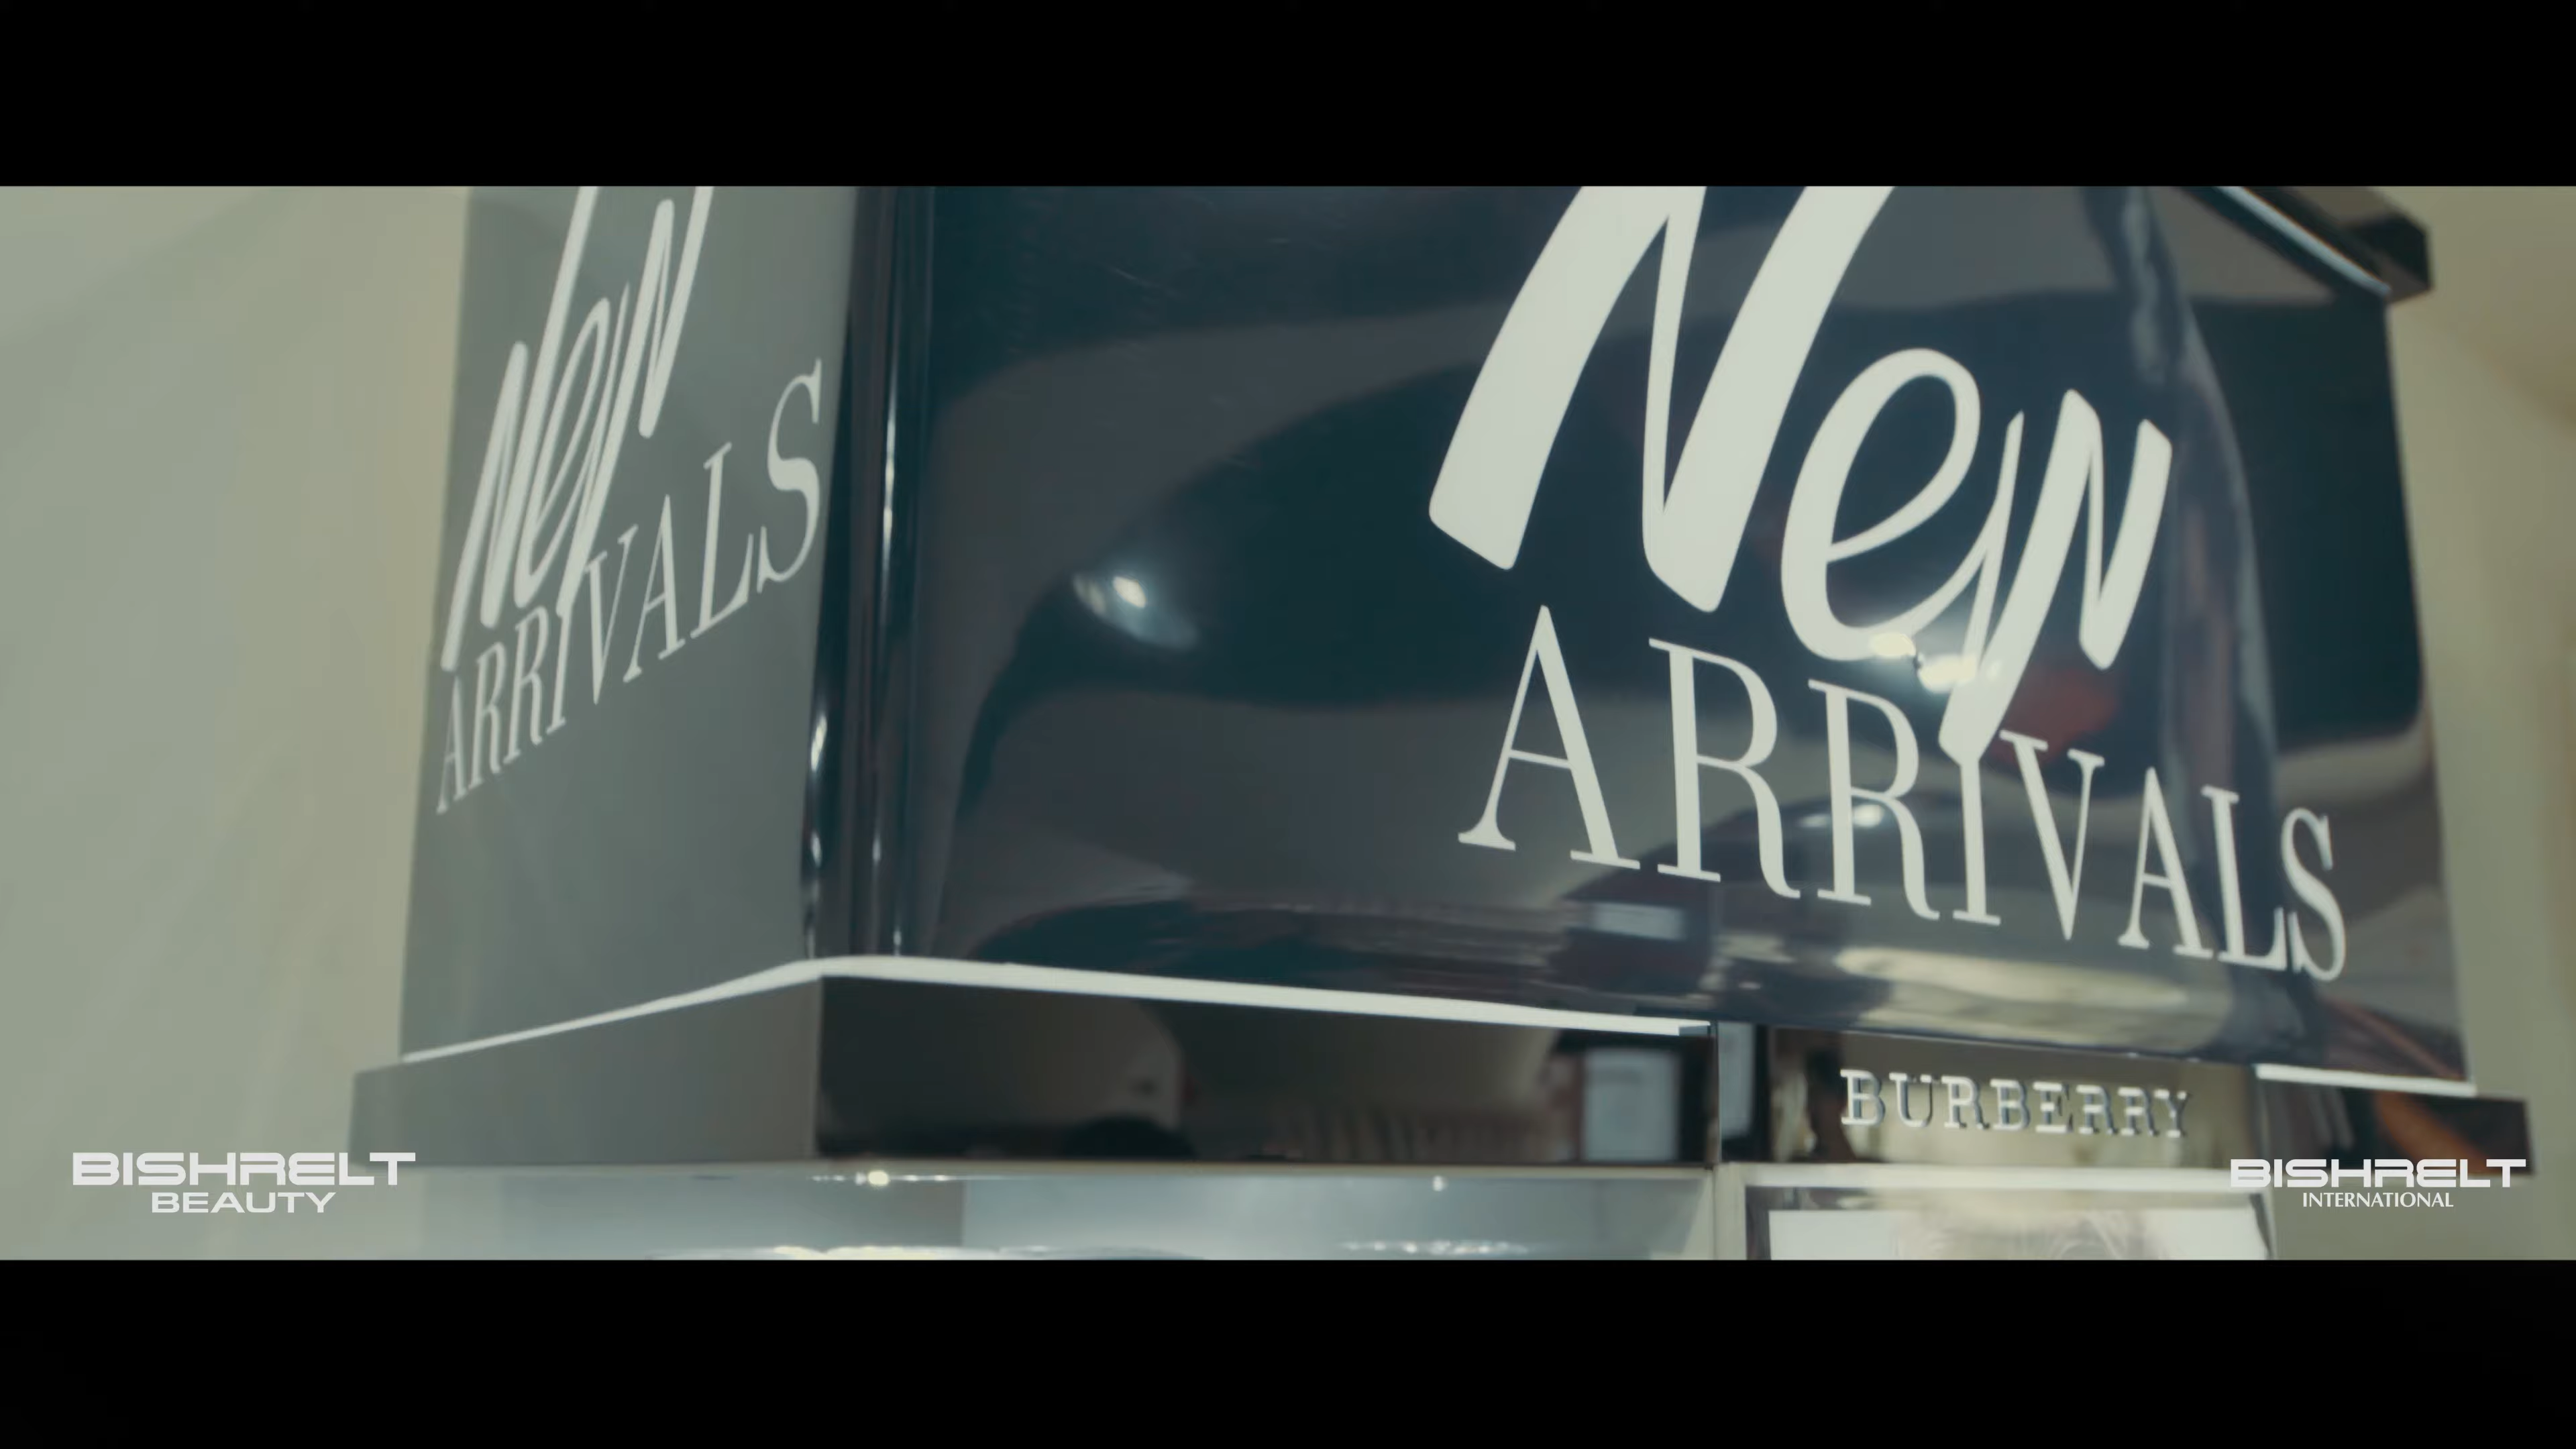 New
ARRIVALS
New
ARRIVALS
BURBERRY
BISHRELT
BEAUTY
BISHRELT
INTERNATIONAL